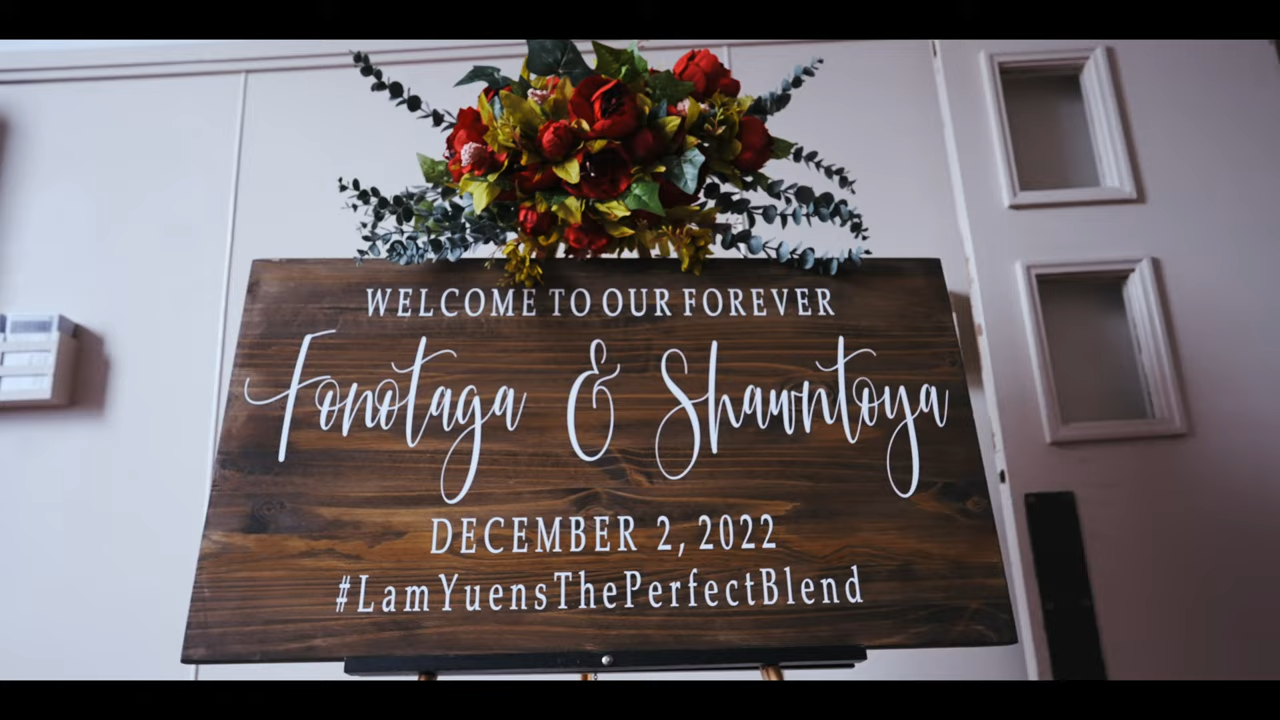 WELCOME TO OUR FOREVER
Fonotaga & Shawntoya
DECEMBER 2, 2022
#LamYuensThePerfectBlend